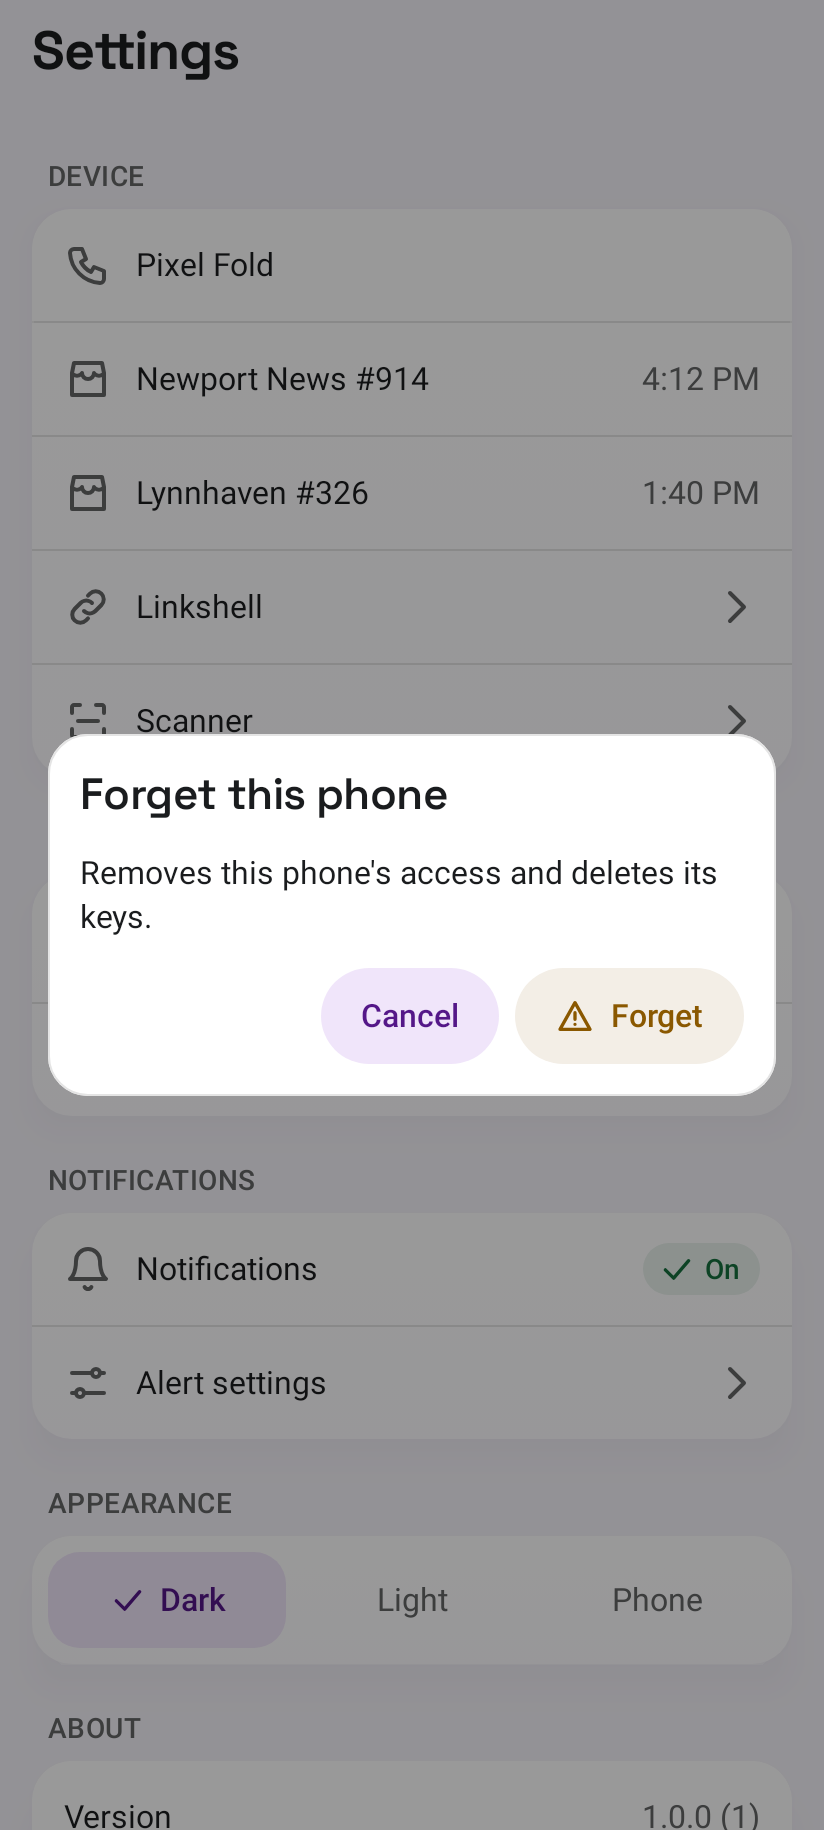 Settings
DEVICE
Pixel Fold
Newport News #914 4:12 PM
Lynnhaven #326 1:40 PM
Linkshell
Scanner
Forget this phone
Removes this phone's access and deletes its
keys.
Cancel Forget
NOTIFICATIONS
Notifications On
Alert settings
APPEARANCE
Dark Light Phone
ABOUT
Version 1.0.0 (1)